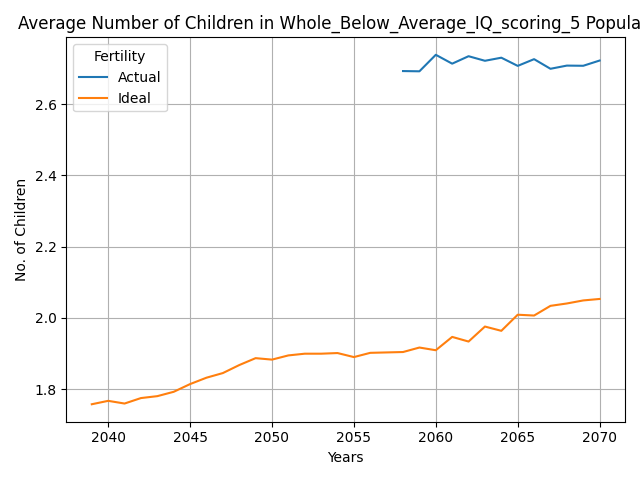 Average Number of Children in Whole_Below_Average_IQ_scoring_5 Popula
Fertility
Actual
Ideal
2.6
2.4
2.2
2.0
1.8
No. of Children
2040 2045 2050 2055 2060 2065 2070
Years